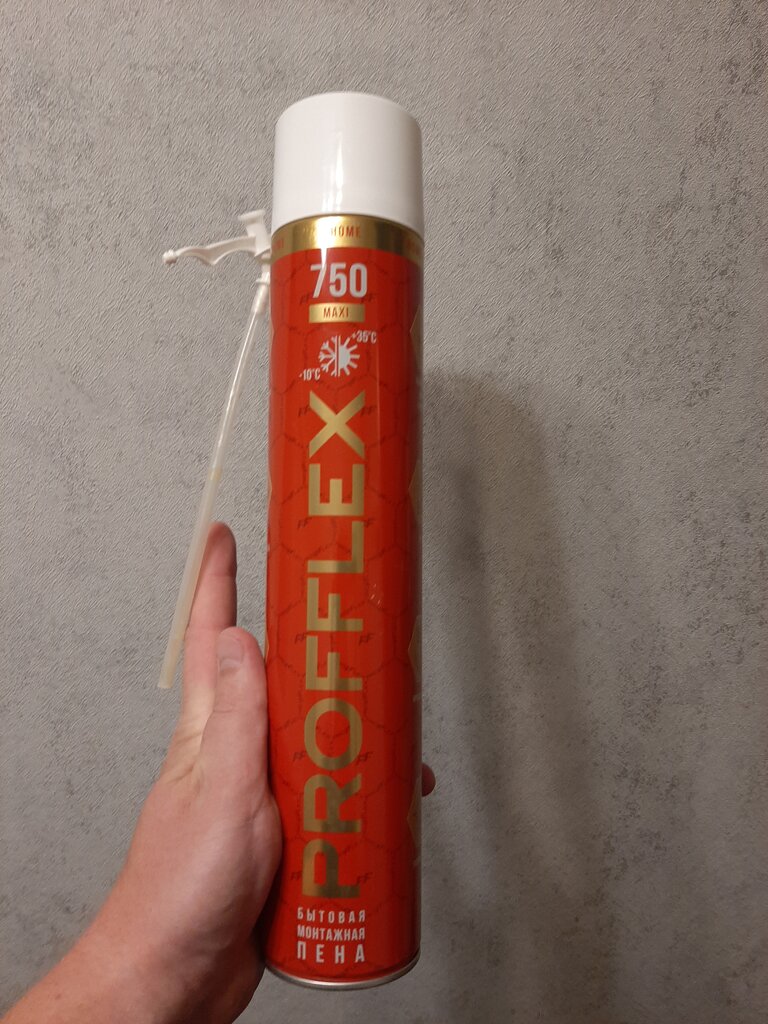 HOME
750
MAXI
+35°C
-10°C
PROFFLEX
БЫТОВАЯ
МОНТАЖНАЯ
ПЕНА